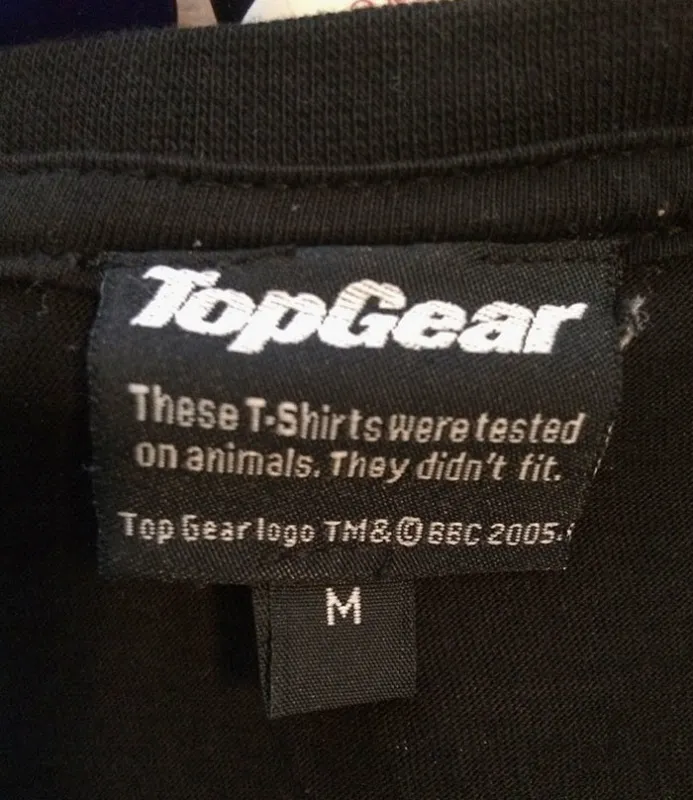 TopGear
These T-Shirts were tested
on animals. They didn't fit.
Top Gear logo TM & © BBC 2005.
M